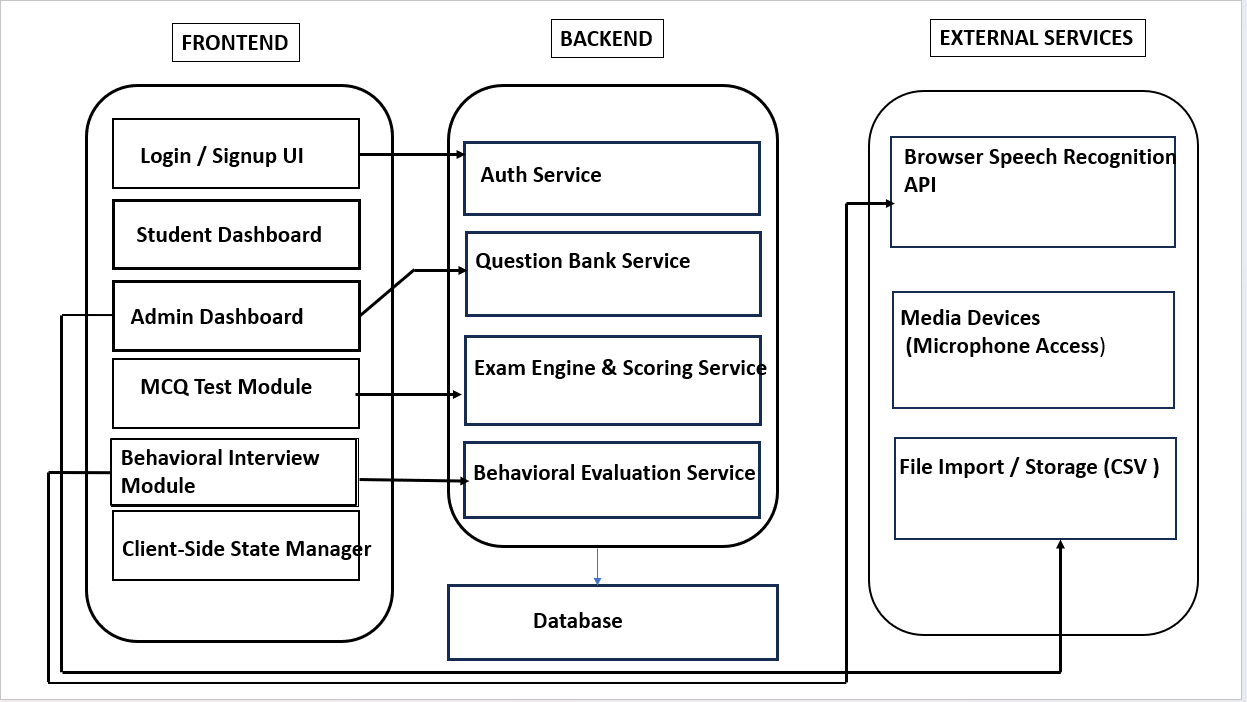 FRONTEND
BACKEND
EXTERNAL SERVICES
Login / Signup UI
Student Dashboard
Admin Dashboard
MCQ Test Module
Behavioral Interview
Module
Client-Side State Manager
Auth Service
Question Bank Service
Exam Engine & Scoring Service
Behavioral Evaluation Service
Database
Browser Speech Recognition
API
Media Devices
(Microphone Access)
File Import / Storage (CSV )